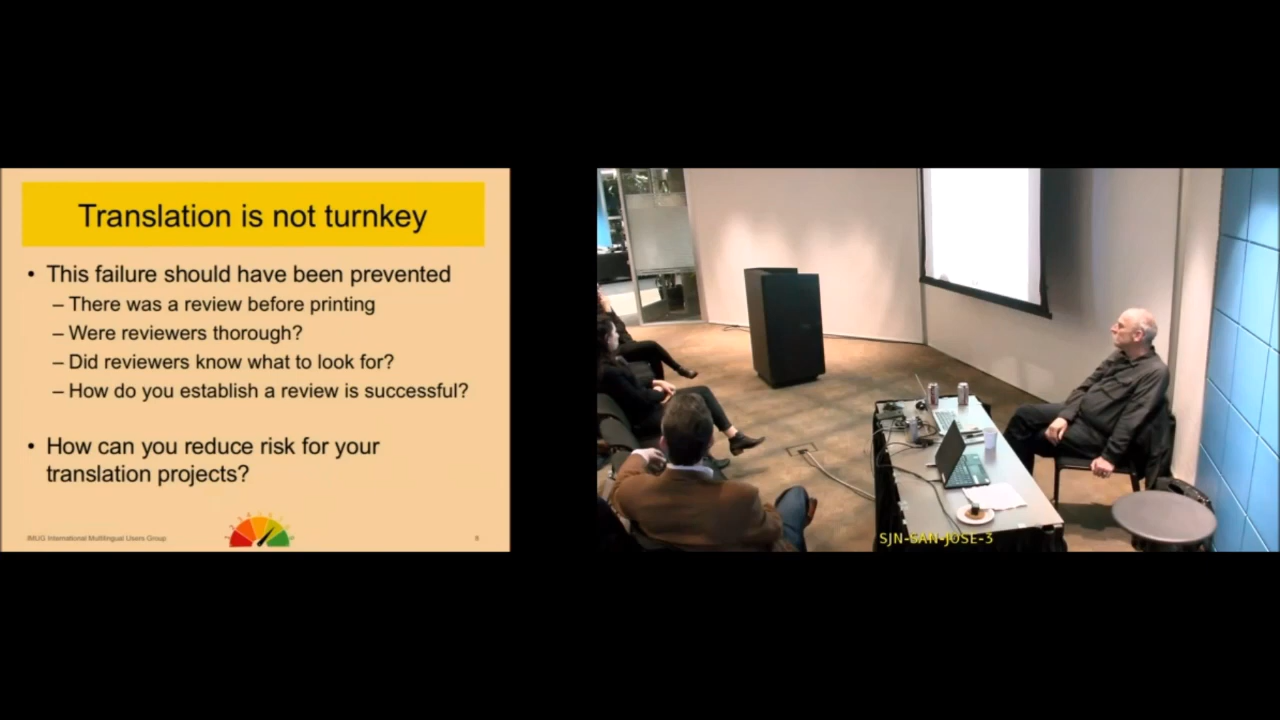 Translation is not turnkey
• This failure should have been prevented
– There was a review before printing
– Were reviewers thorough?
– Did reviewers know what to look for?
– How do you establish a review is successful?
• How can you reduce risk for your
translation projects?
IMUG International Multilingual Users Group
8
SJN-SAN-JOSE-3